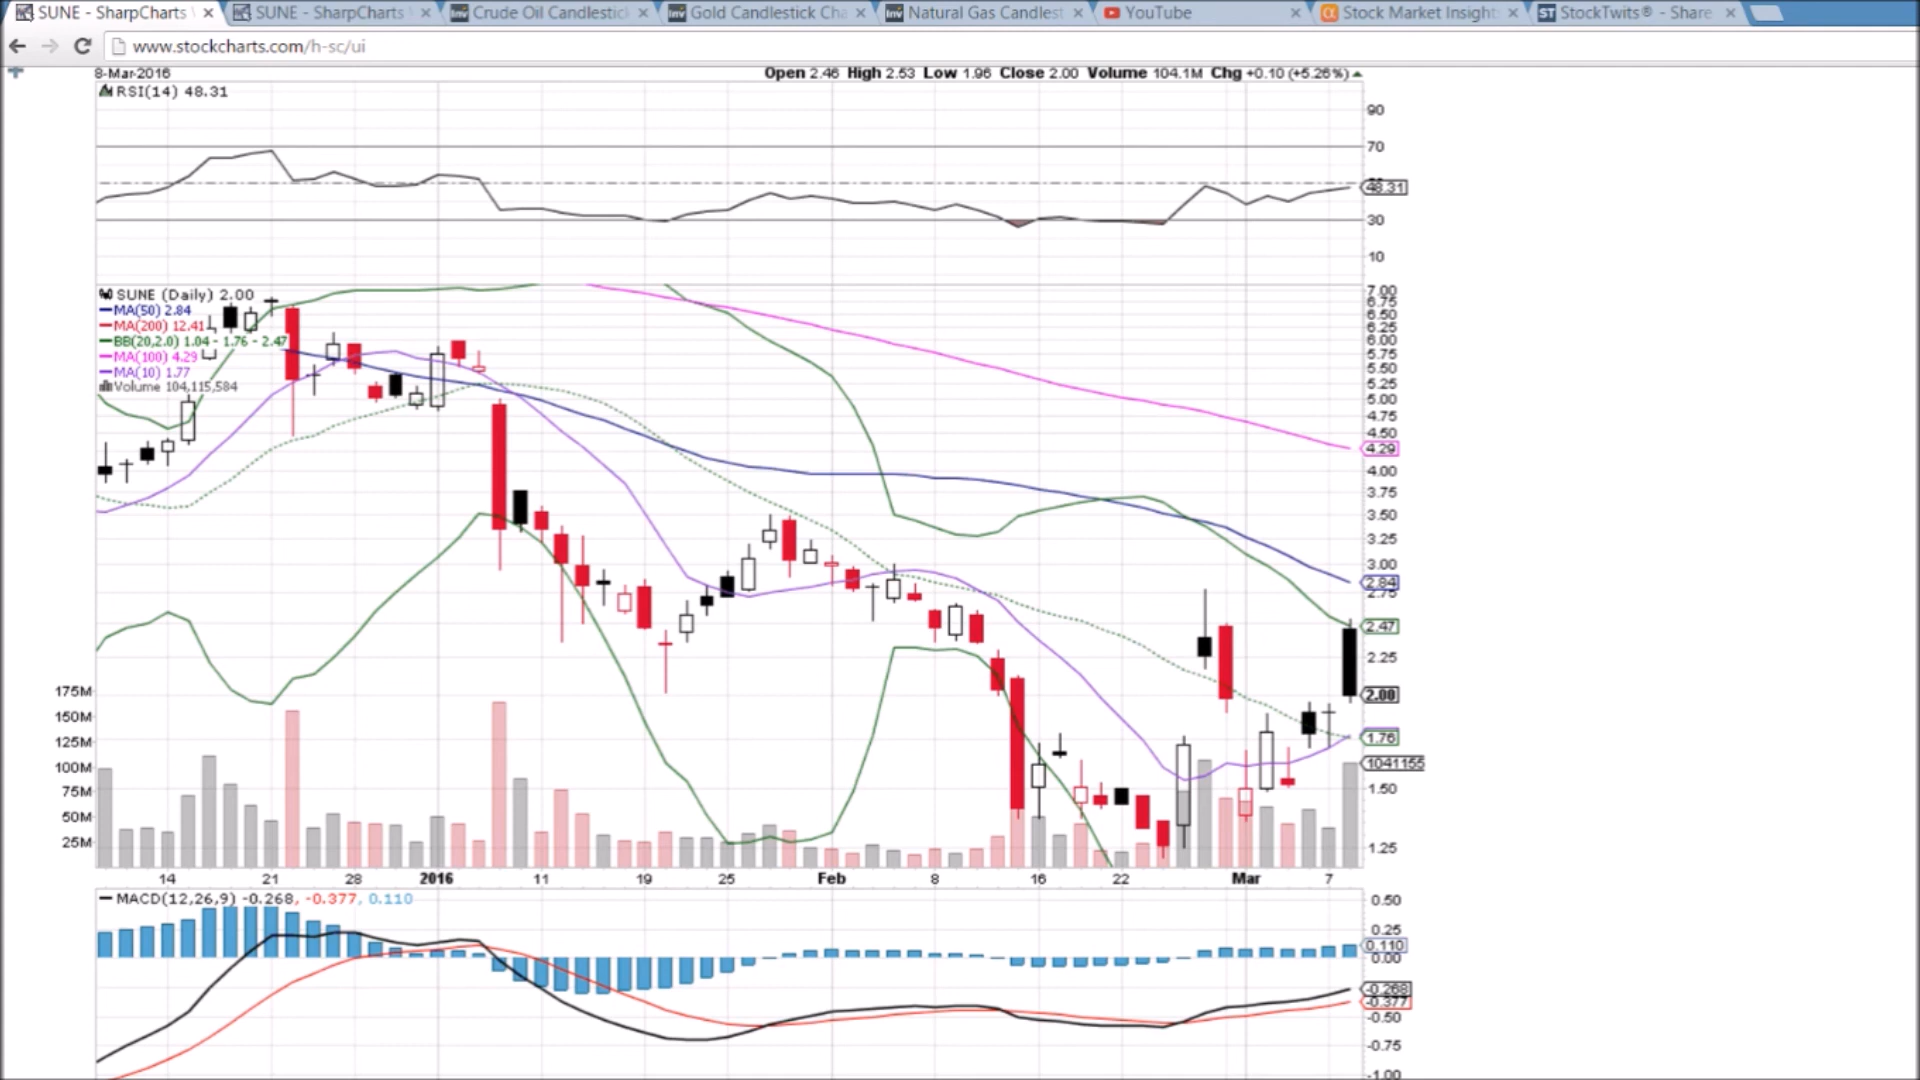 SUNE - SharpCharts
SUNE - SharpCharts
Crude Oil Candlestick
Gold Candlestick Cha
Natural Gas Candlest
YouTube
Stock Market Insights
StockTwits® - Share
www.stockcharts.com/h-sc/ui
8-Mar-2016
Open 2.46 High 2.53 Low 1.96 Close 2.00 Volume 104.1M Chg +0.10 (+5.26%)
RSI(14) 48.31
90
70
48.31
30
10
SUNE (Daily) 2.00
MA(50) 2.84
MA(200) 12.41
BB(20,2.0) 1.04 - 1.76 - 2.47
MA(100) 4.29
MA(10) 1.77
Volume 104,115,584
7.00
6.75
6.50
6.25
6.00
5.75
5.50
5.25
5.00
4.75
4.50
4.29
4.00
3.75
3.50
3.25
3.00
2.84
2.75
2.47
2.25
2.00
1.76
1041155
1.50
1.25
175M
150M
125M
100M
75M
50M
25M
14 21 28 2016 11 19 25 Feb 8 16 22 Mar 7
MACD(12,26,9) -0.268, -0.377, 0.110
0.50
0.25
0.110
0.00
-0.268
-0.377
-0.50
-0.75
-1.00